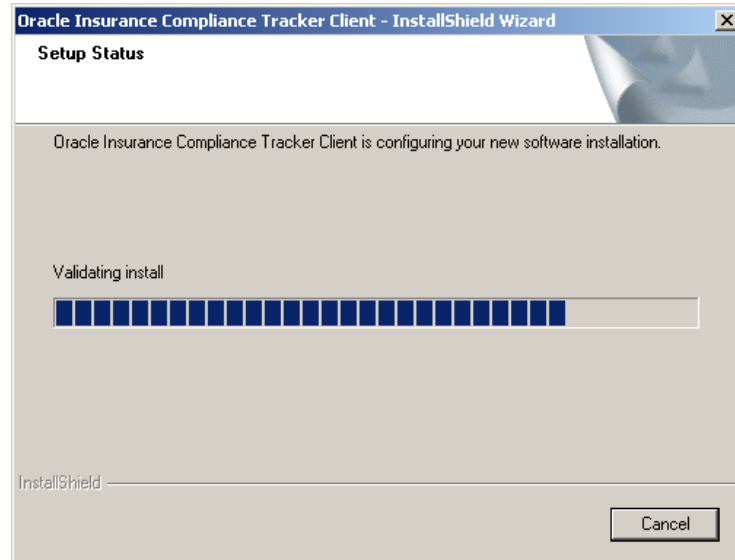 Oracle Insurance Compliance Tracker Client - InstallShield Wizard
Setup Status
Oracle Insurance Compliance Tracker Client is configuring your new software installation.
Validating install
InstallShield
Cancel